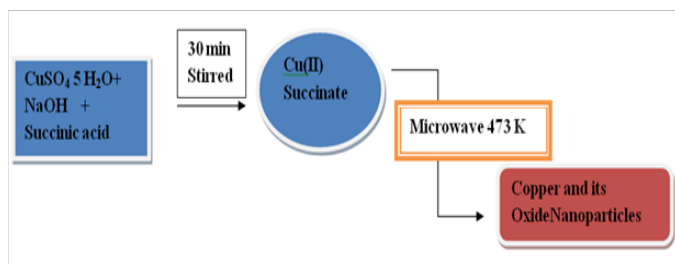 CuSO₄ 5 H₂O+
NaOH +
Succinic acid
30 min
Stirred
Cu(II)
Succinate
Microwave 473 K
Copper and its
OxideNanoparticles